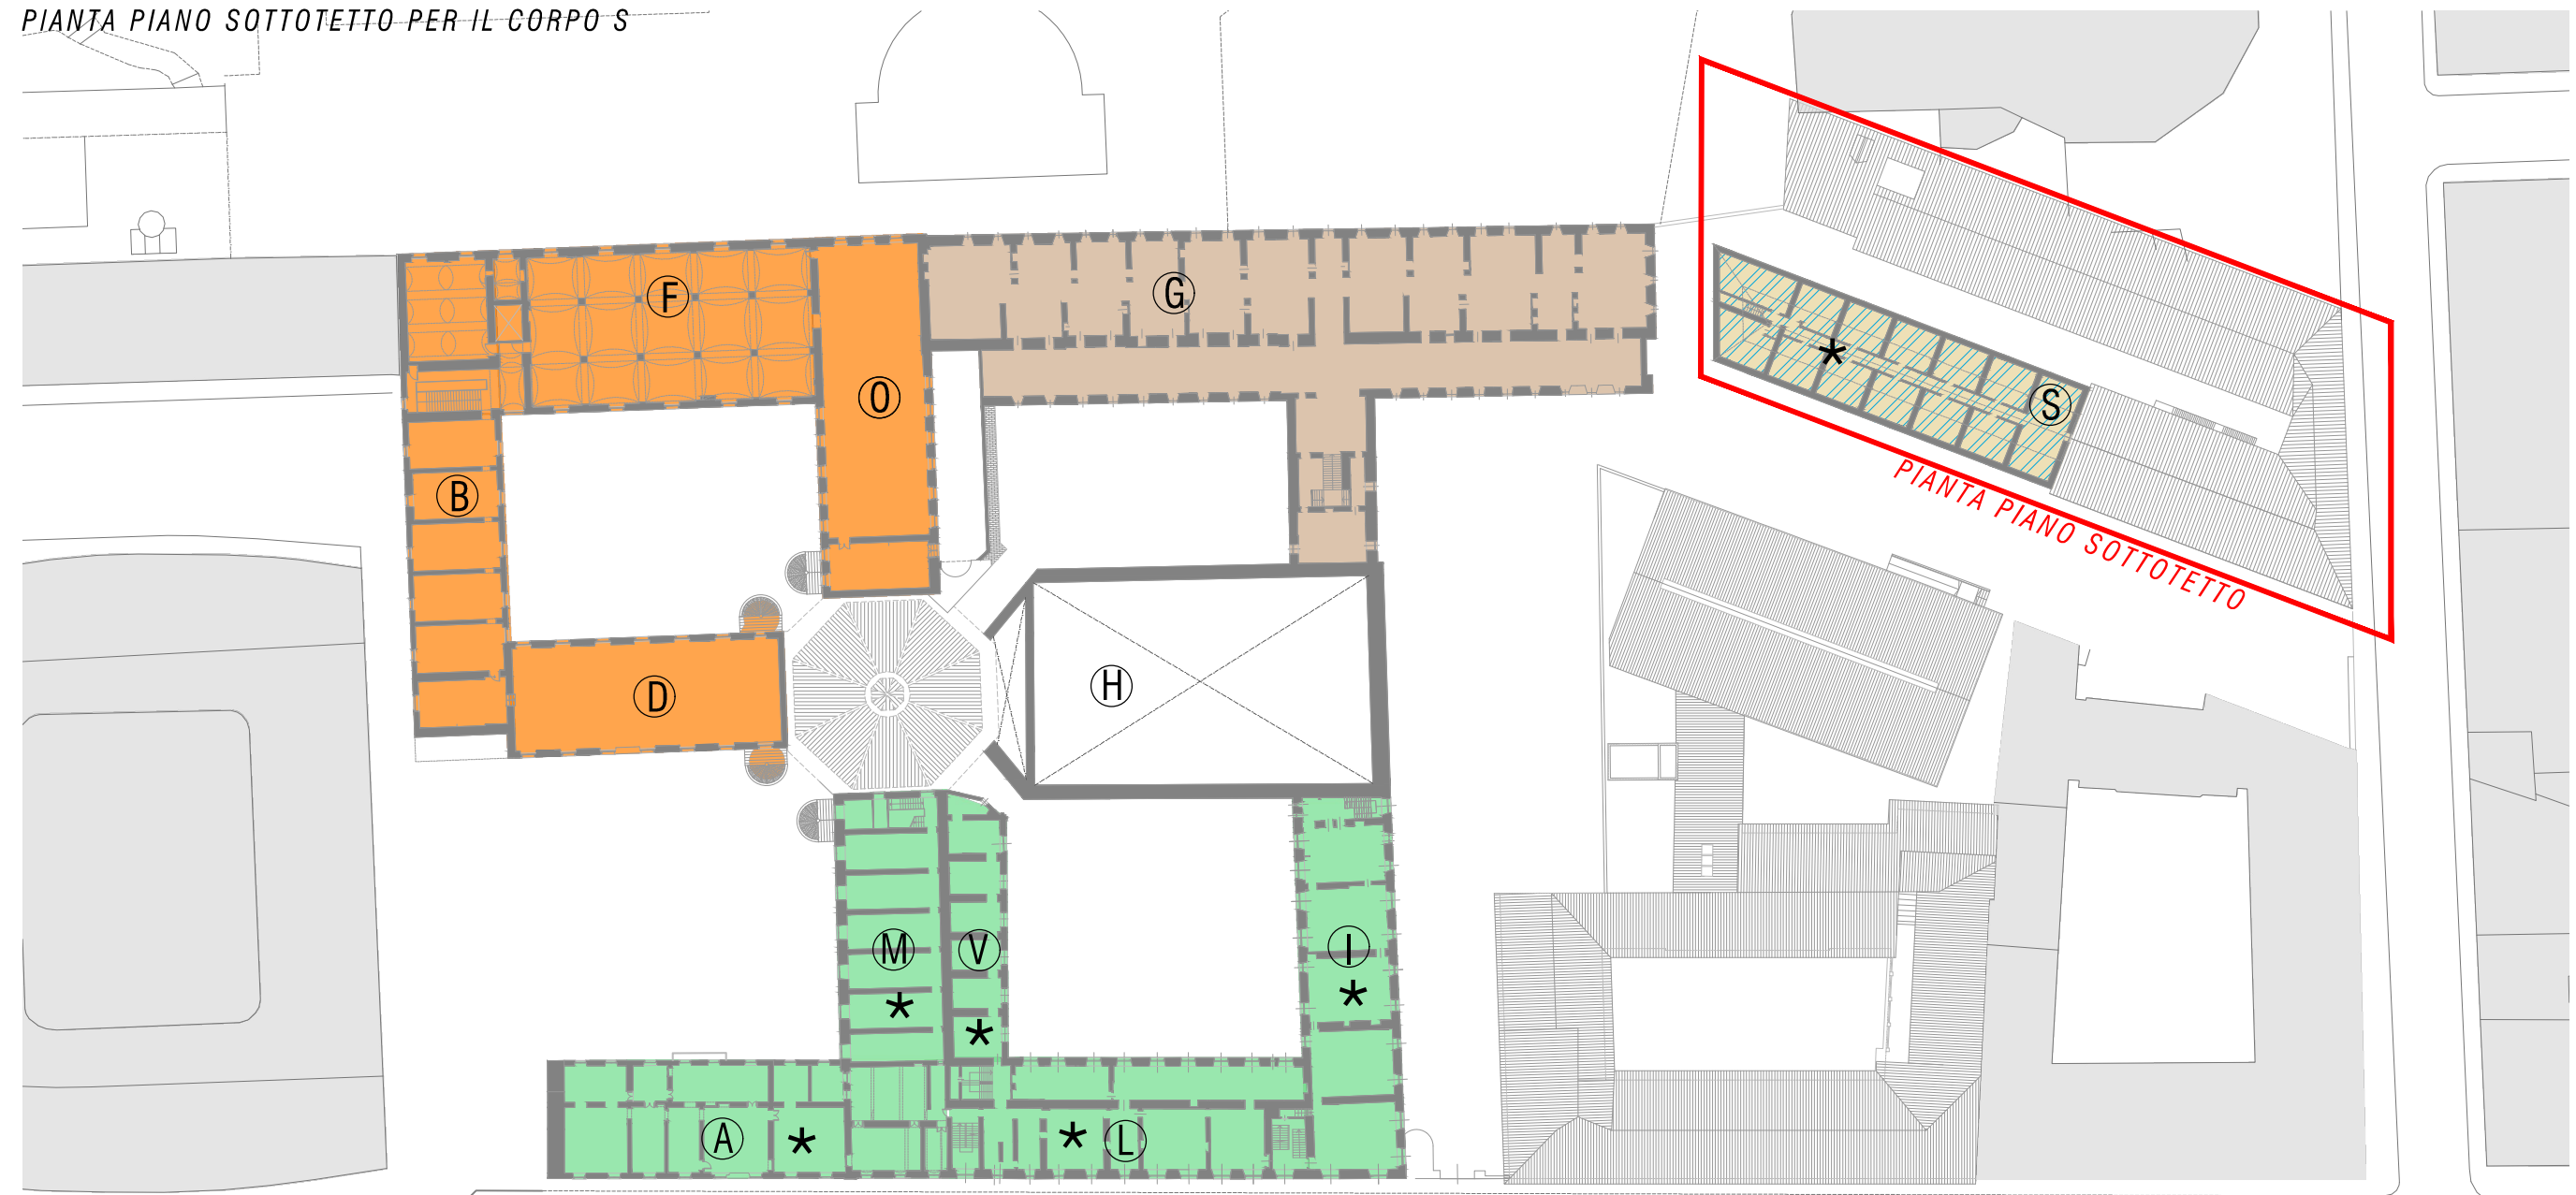 PIANTA PIANO SOTTOTETTO PER IL CORPO S
F
G
O
*
S
B
PIANTA PIANO SOTTOTETTO
D
H
M
V
I
*
*
*
A
*
*
L